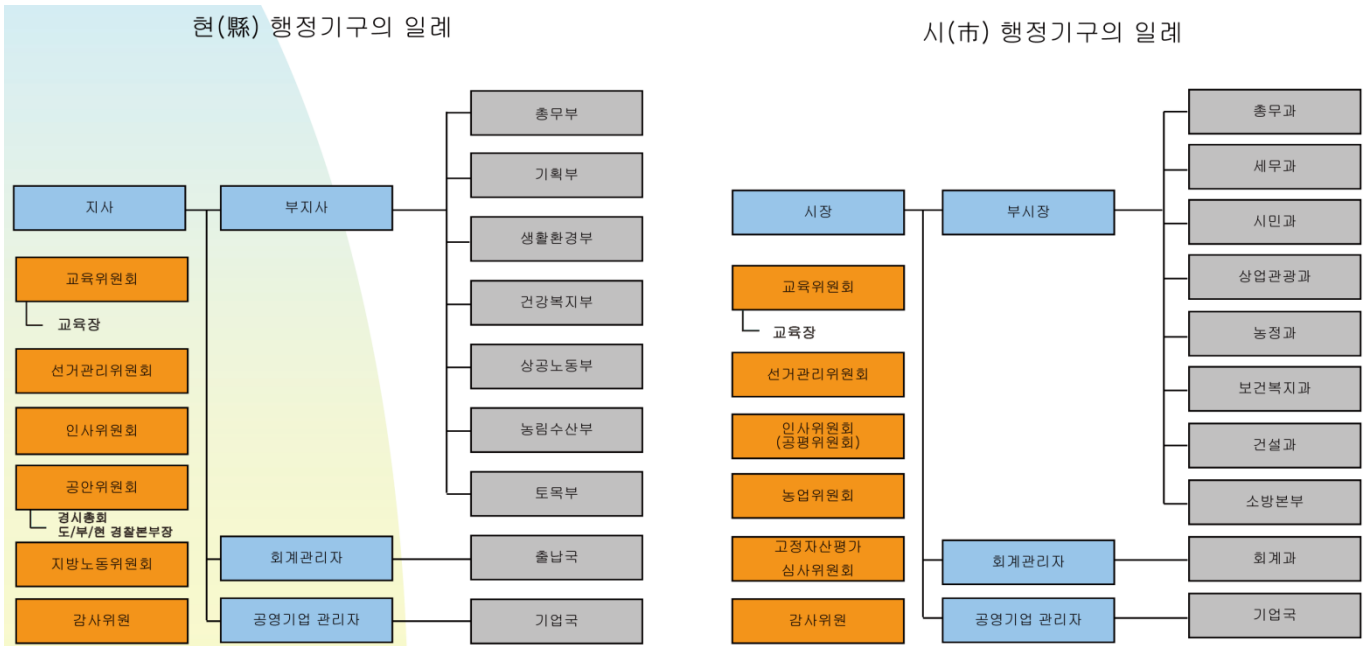 현(縣) 행정기구의 일례
지사
부지사
총무부
기획부
생활환경부
건강복지부
상공노동부
농림수산부
토목부
교육위원회
교육장
선거관리위원회
인사위원회
공안위원회
경시총회
도/부/현 경찰본부장
지방노동위원회
감사위원
회계관리자
출납국
공영기업 관리자
기업국
시(市) 행정기구의 일례
시장
부시장
총무과
세무과
시민과
상업관광과
농정과
보건복지과
건설과
소방본부
교육위원회
교육장
선거관리위원회
인사위원회
(공평위원회)
농업위원회
고정자산평가
심사위원회
감사위원
회계관리자
회계과
공영기업 관리자
기업국